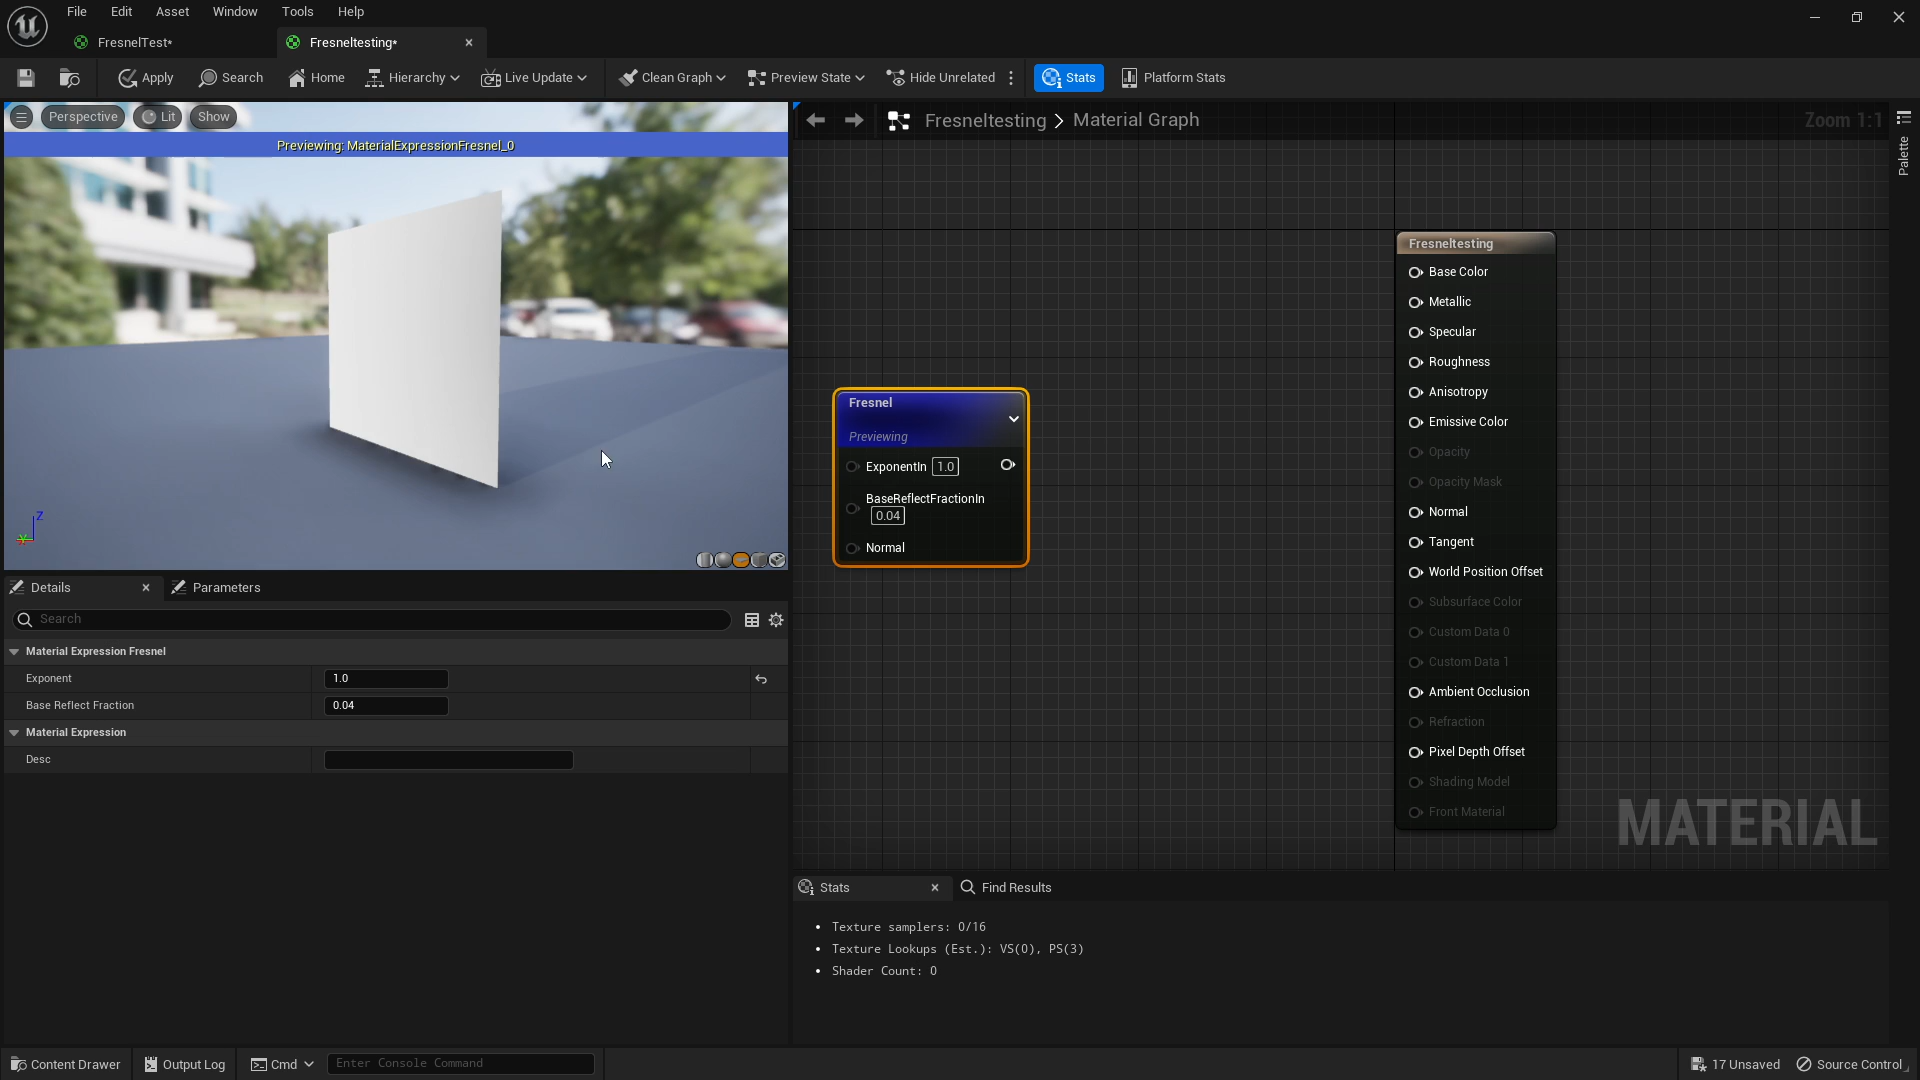 File Edit Asset Window Tools Help
FresnelTest*
Fresneltesting*
Apply Search Home Hierarchy Live Update Clean Graph Preview State Hide Unrelated Stats Platform Stats
Perspective Lit Show
Previewing: MaterialExpressionFresnel_0
Z
Y
Fresneltesting > Material Graph
Zoom 1:1
Palette
Fresnel
Previewing
ExponentIn 1.0
BaseReflectFractionIn
0.04
Normal
Fresneltesting
Base Color
Metallic
Specular
Roughness
Anisotropy
Emissive Color
Opacity
Opacity Mask
Normal
Tangent
World Position Offset
Subsurface Color
Custom Data 0
Custom Data 1
Ambient Occlusion
Refraction
Pixel Depth Offset
Shading Model
Front Material
MATERIAL
Details
Parameters
Search
Material Expression Fresnel
Exponent 1.0
Base Reflect Fraction 0.04
Material Expression
Desc
Stats
Find Results
Texture samplers: 0/16
Texture Lookups (Est.): VS(0), PS(3)
Shader Count: 0
Content Drawer Output Log Cmd Enter Console Command
17 Unsaved Source Control